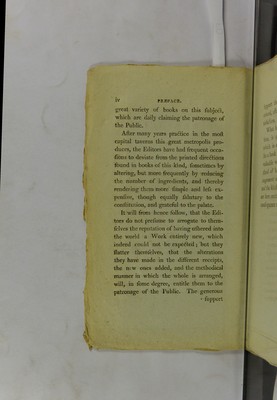 iv PREFACE.
great variety of books on this subject,
which are daily claiming the patronage of
the Public.
After many years practice in the most
capital taverns this great metropolis pro-
duces, the Editors have had frequent occa-
sions to deviate from the printed directions
found in books of this kind, sometimes by
altering, but more frequently by reducing
the number of ingredients, and thereby
rendering them more simple and less ex-
pensive, though equally salutary to the
constitution, and grateful to the palate.
It will from hence follow, that the Edi-
tors do not presume to arrogate to them-
selves the reputation of having ushered into
the world a Work entirely new, which
indeed could not be expected; but they
flatter themselves, that the alterations
they have made in the different receipts,
the new ones added, and the methodical
manner in which the whole is arranged,
will, in some degree, entitle them to the
patronage of the Public. The generous
support